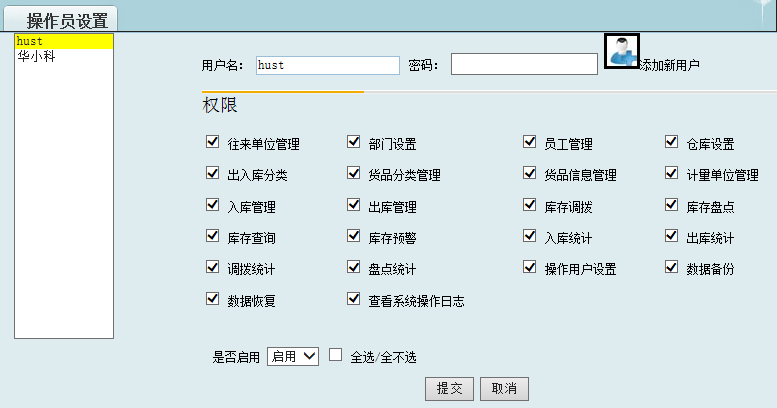 操作员设置
hust
华小科
用户名： hust 密码： 添加新用户
权限
往来单位管理 部门设置 员工管理 仓库设置
出入库分类 货品分类管理 货品信息管理 计量单位管理
入库管理 出库管理 库存调拨 库存盘点
库存查询 库存预警 入库统计 出库统计
调拨统计 盘点统计 操作用户设置 数据备份
数据恢复 查看系统操作日志
是否启用 启用 全选/全不选
提交 取消